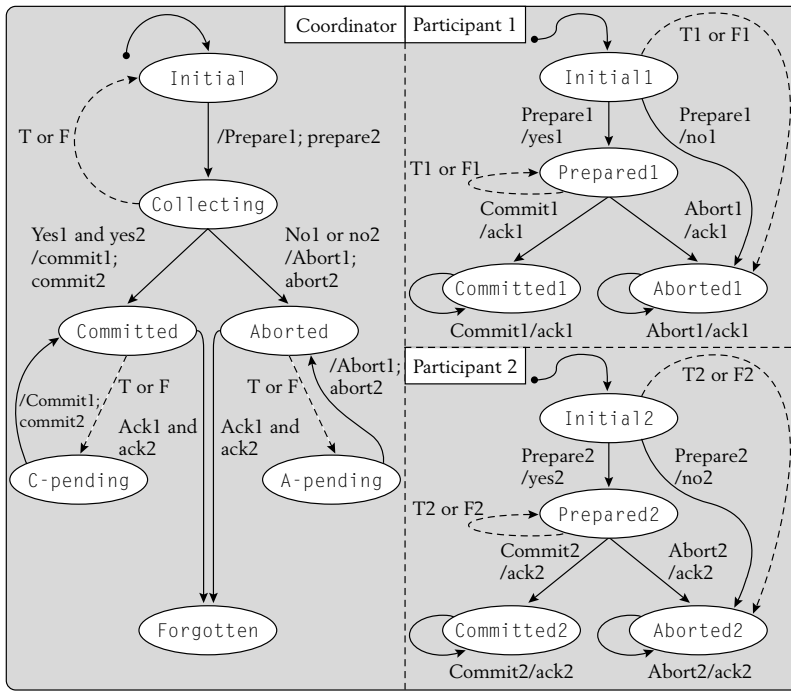 Coordinator
Initial
T or F
/Prepare1; prepare2
Collecting
Yes1 and yes2
/commit1;
commit2
No1 or no2
/Abort1;
abort2
Committed
Aborted
T or F
T or F
/Commit1;
commit2
/Abort1;
abort2
Ack1 and
ack2
Ack1 and
ack2
C-pending
A-pending
Forgotten
Participant 1
T1 or F1
Initial1
Prepare1
/yes1
Prepare1
/no1
T1 or F1
Prepared1
Commit1
/ack1
Abort1
/ack1
Committed1
Aborted1
Commit1/ack1
Abort1/ack1
Participant 2
T2 or F2
Initial2
Prepare2
/yes2
Prepare2
/no2
T2 or F2
Prepared2
Commit2
/ack2
Abort2
/ack2
Committed2
Aborted2
Commit2/ack2
Abort2/ack2